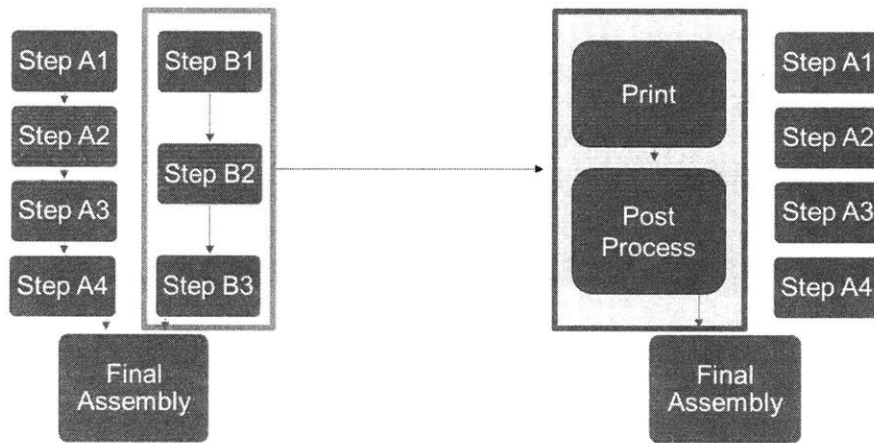 Step A1
Step A2
Step A3
Step A4
Step B1
Step B2
Step B3
Final
Assembly
Print
Post
Process
Final
Assembly
Step A1
Step A2
Step A3
Step A4